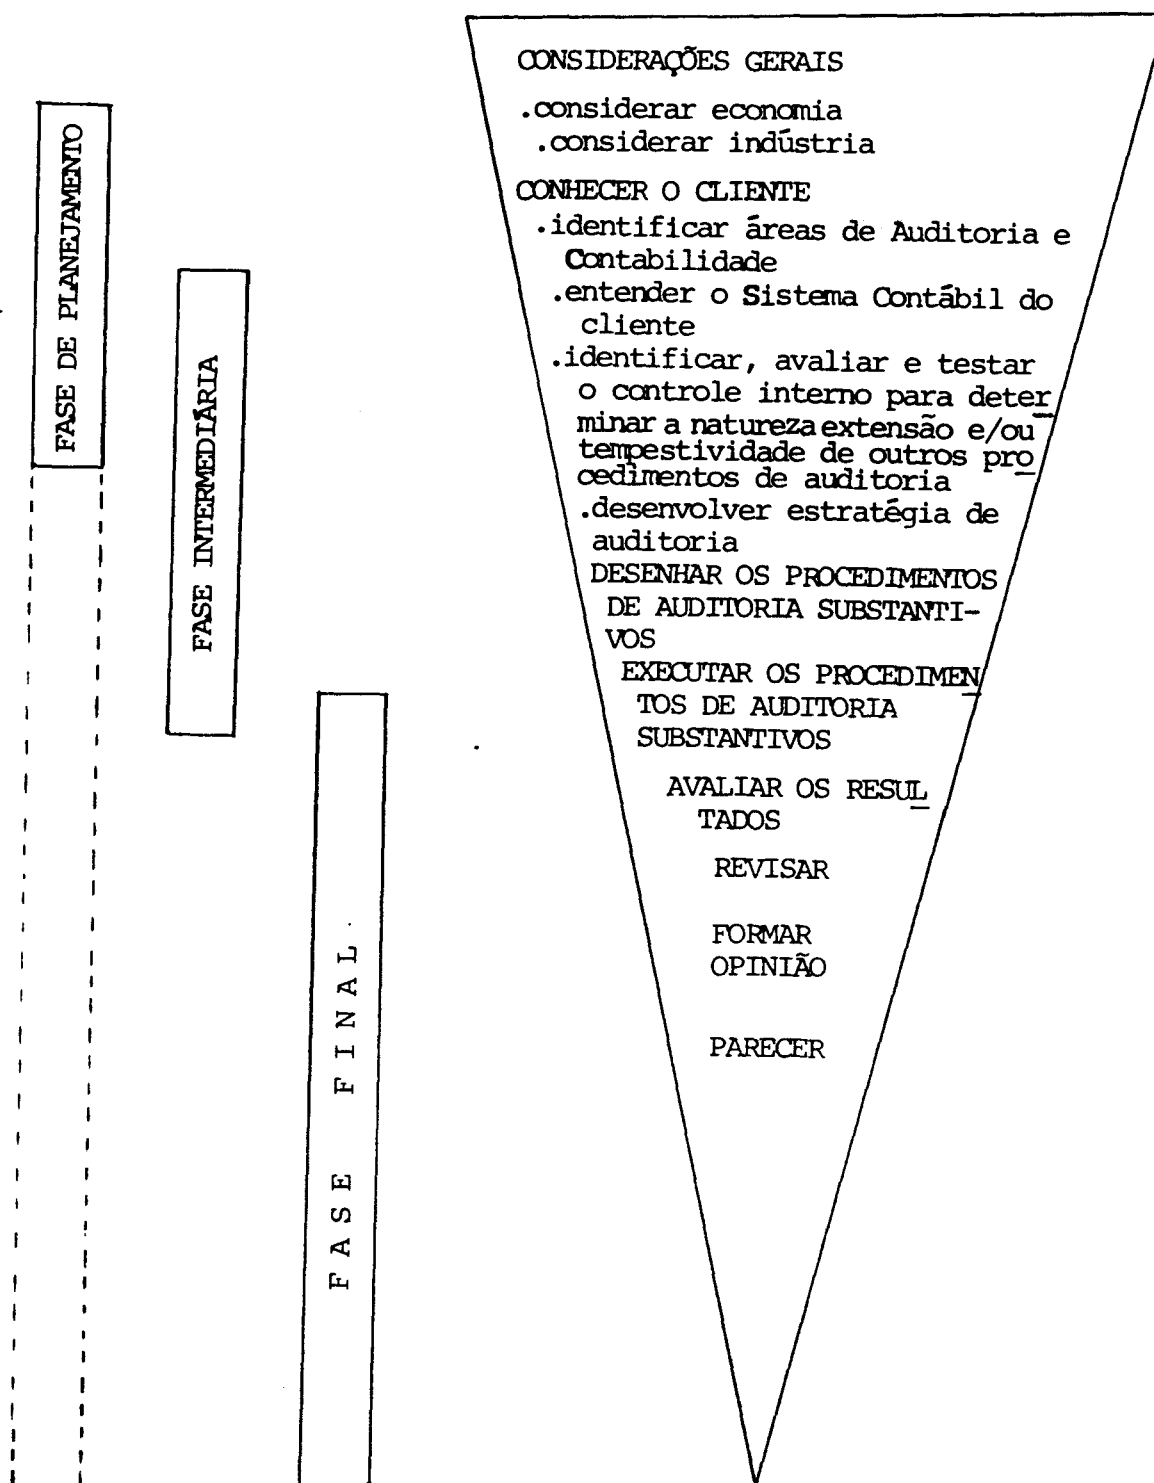 FASE DE PLANEJAMENTO
FASE INTERMEDIÁRIA
FASE FINAL
CONSIDERAÇÕES GERAIS
.considerar economia
.considerar indústria
CONHECER O CLIENTE
.identificar áreas de Auditoria e
Contabilidade
.entender o Sistema Contábil do
cliente
.identificar, avaliar e testar
o controle interno para deter
minar a natureza extensão e/ou
tempestividade de outros pro
cedimentos de auditoria
.desenvolver estratégia de
auditoria
DESENHAR OS PROCEDIMENTOS
DE AUDITORIA SUBSTANTI-
VOS
EXECUTAR OS PROCEDIMEN
TOS DE AUDITORIA
SUBSTANTIVOS
AVALIAR OS RESUL
TADOS
REVISAR
FORMAR
OPINIÃO
PARECER